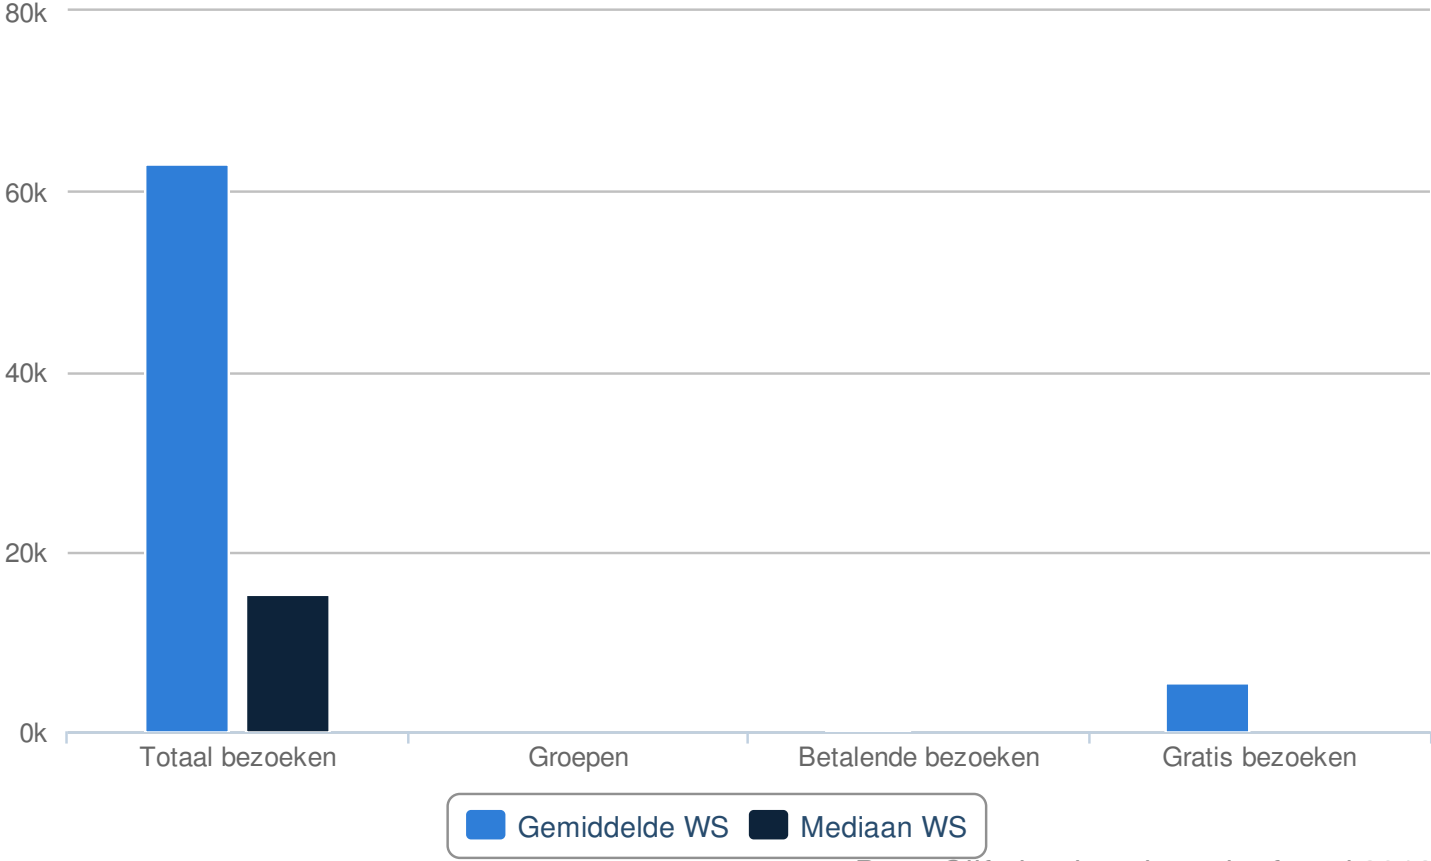 80k
60k
40k
20k
0k
Totaal bezoeken Groepen Betalende bezoeken Gratis bezoeken
Gemiddelde WS Mediaan WS